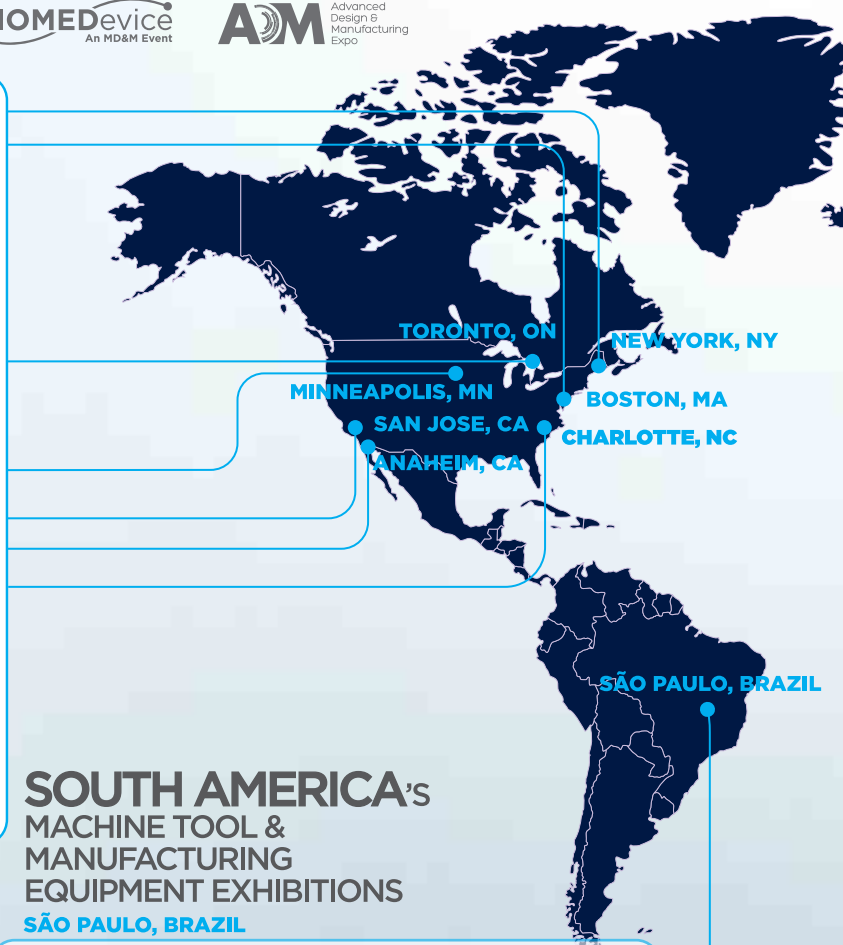 An MD&M Event
ADM
Advanced
Design &
Manufacturing
Expo
TORONTO, ON
NEW YORK, NY
MINNEAPOLIS, MN
BOSTON, MA
SAN JOSE, CA
CHARLOTTE, NC
ANAHEIM, CA
SÃO PAULO, BRAZIL
SOUTH AMERICA'S
MACHINE TOOL &
MANUFACTURING
EQUIPMENT EXHIBITIONS
SÃO PAULO, BRAZIL